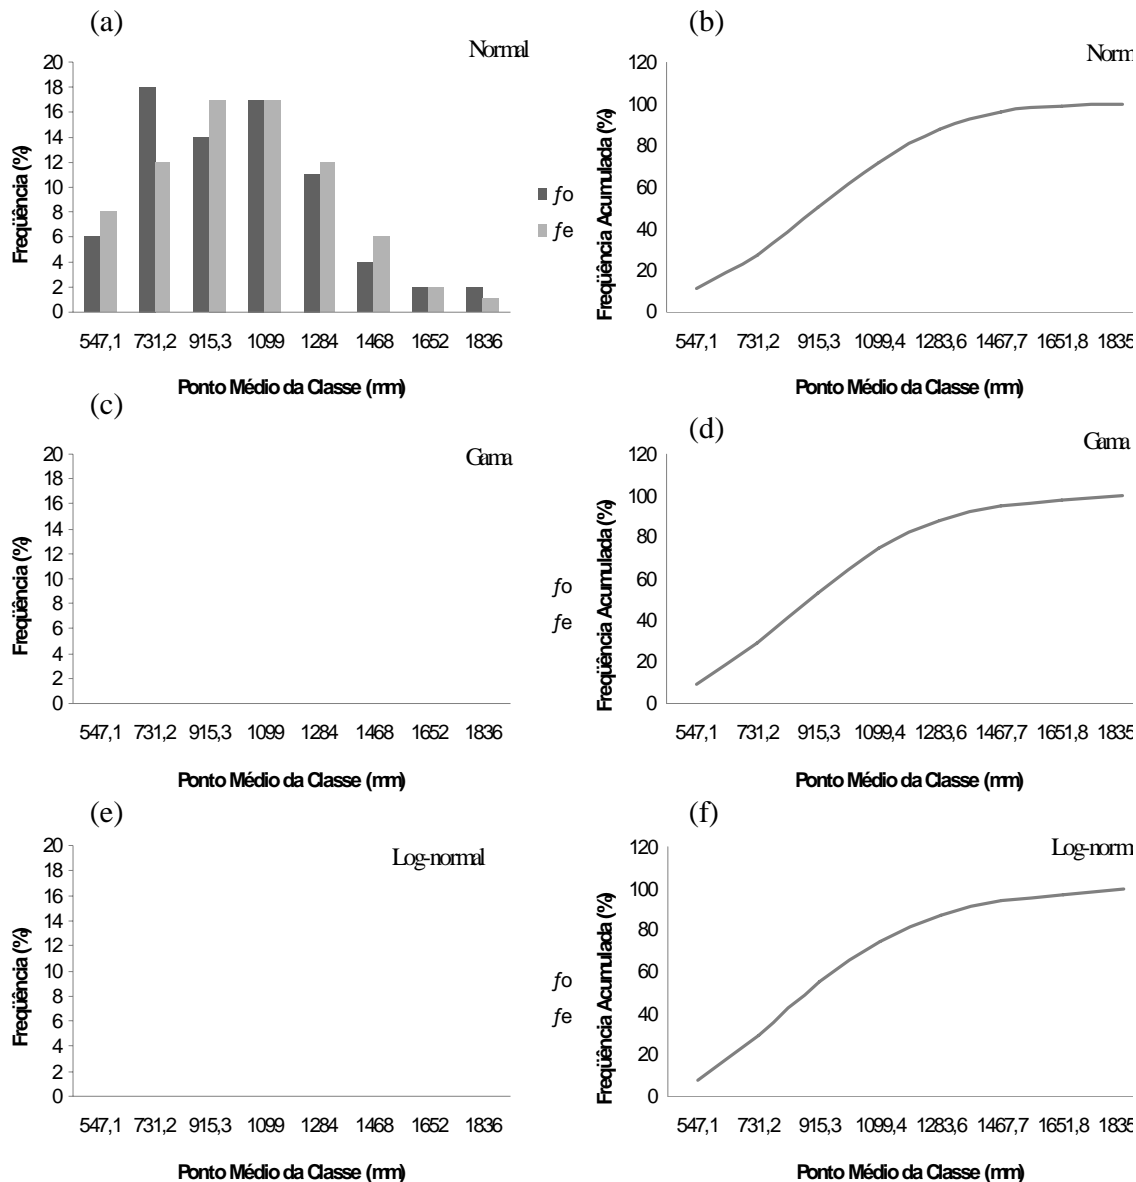 (a)
Normal
20
18
16
14
12
10
8
6
4
2
0
Freqüência (%)
fo
fe
547,1 731,2 915,3 1099 1284 1468 1652 1836
Ponto Médio da Classe (mm)
(b)
Norm
120
100
80
60
40
20
0
Freqüência Acumulada (%)
547,1 731,2 915,3 1099,4 1283,6 1467,7 1651,8 1835
Ponto Médio da Classe (mm)
(c)
Gama
20
18
16
14
12
10
8
6
4
2
0
Freqüência (%)
fo
fe
547,1 731,2 915,3 1099 1284 1468 1652 1836
Ponto Médio da Classe (mm)
(d)
Gama
120
100
80
60
40
20
0
Freqüência Acumulada (%)
547,1 731,2 915,3 1099,4 1283,6 1467,7 1651,8 1835
Ponto Médio da Classe (mm)
(e)
Log-normal
20
18
16
14
12
10
8
6
4
2
0
Freqüência (%)
fo
fe
547,1 731,2 915,3 1099 1284 1468 1652 1836
Ponto Médio da Classe (mm)
(f)
Log-norm
120
100
80
60
40
20
0
Freqüência Acumulada (%)
547,1 731,2 915,3 1099,4 1283,6 1467,7 1651,8 1835
Ponto Médio da Classe (mm)